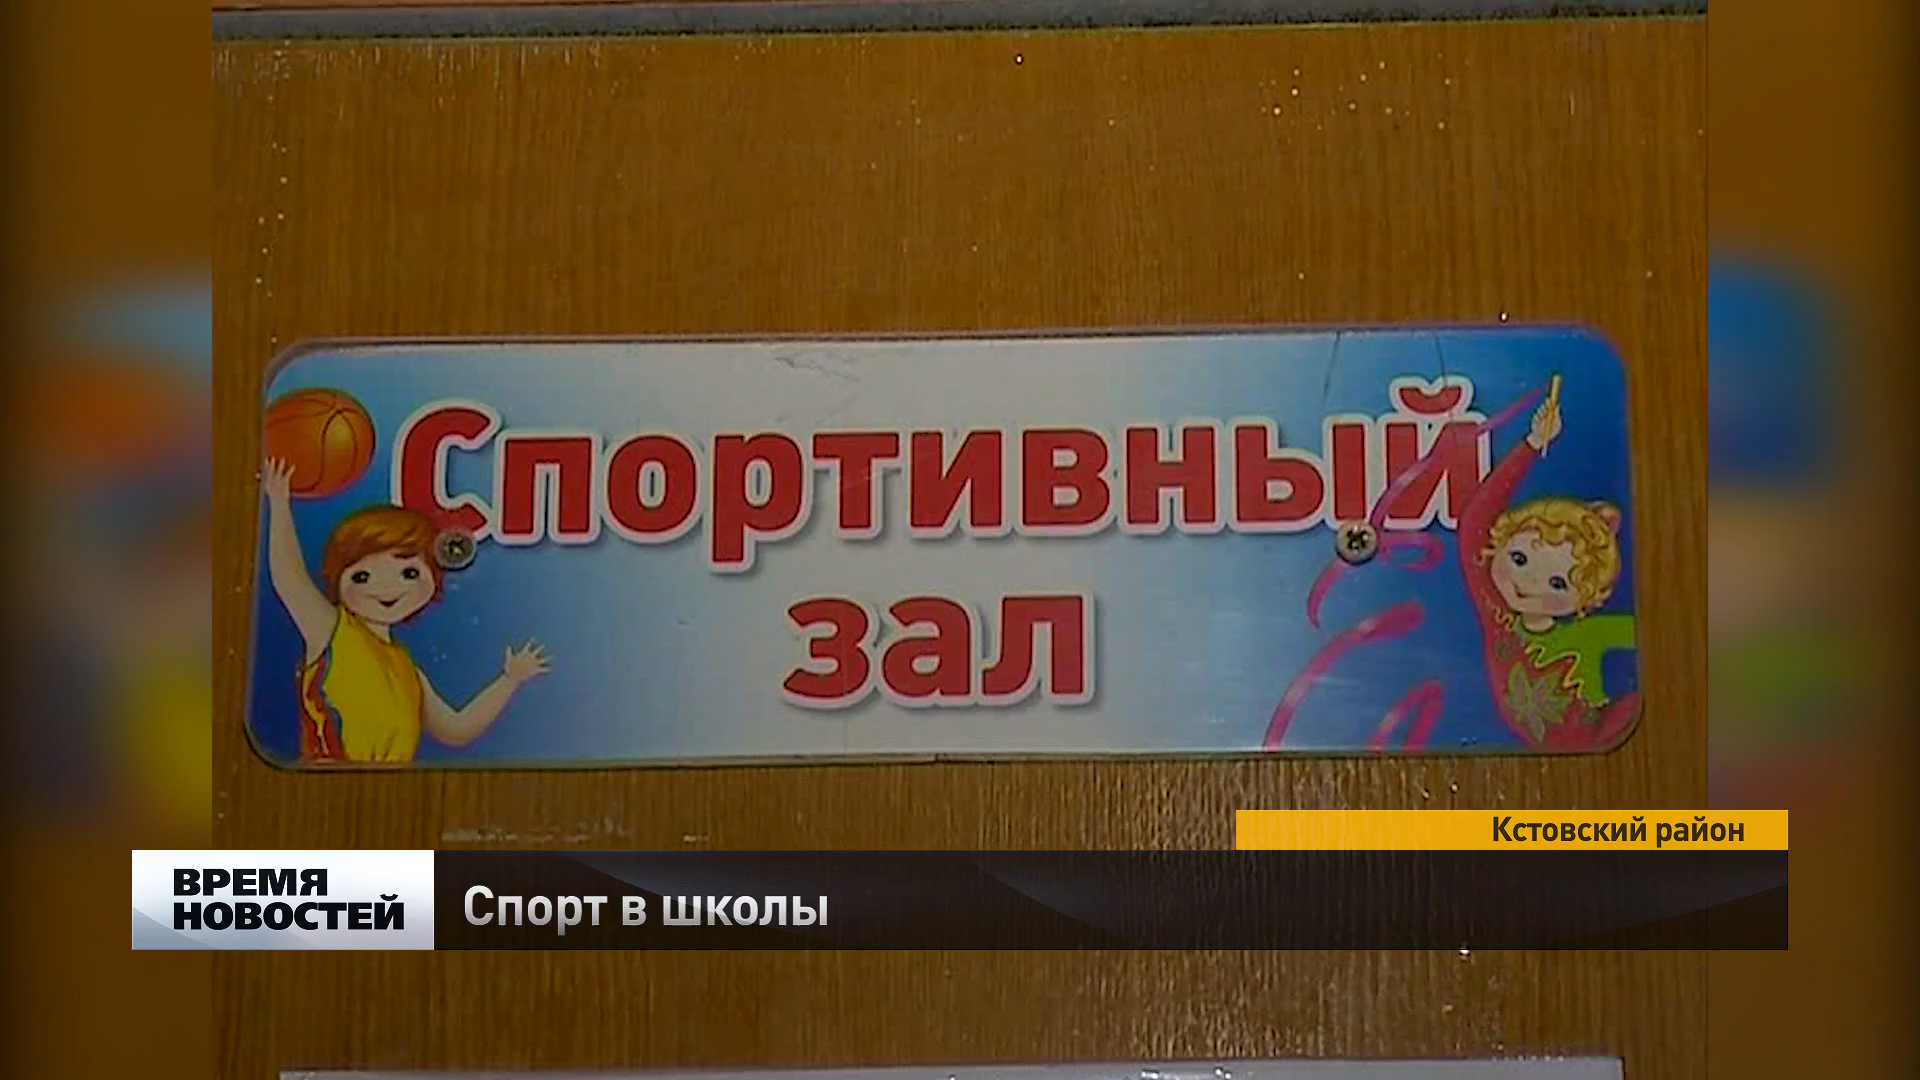 Спортивный
зал
Кстовский район
ВРЕМЯ
НОВОСТЕЙ
Спорт в школы